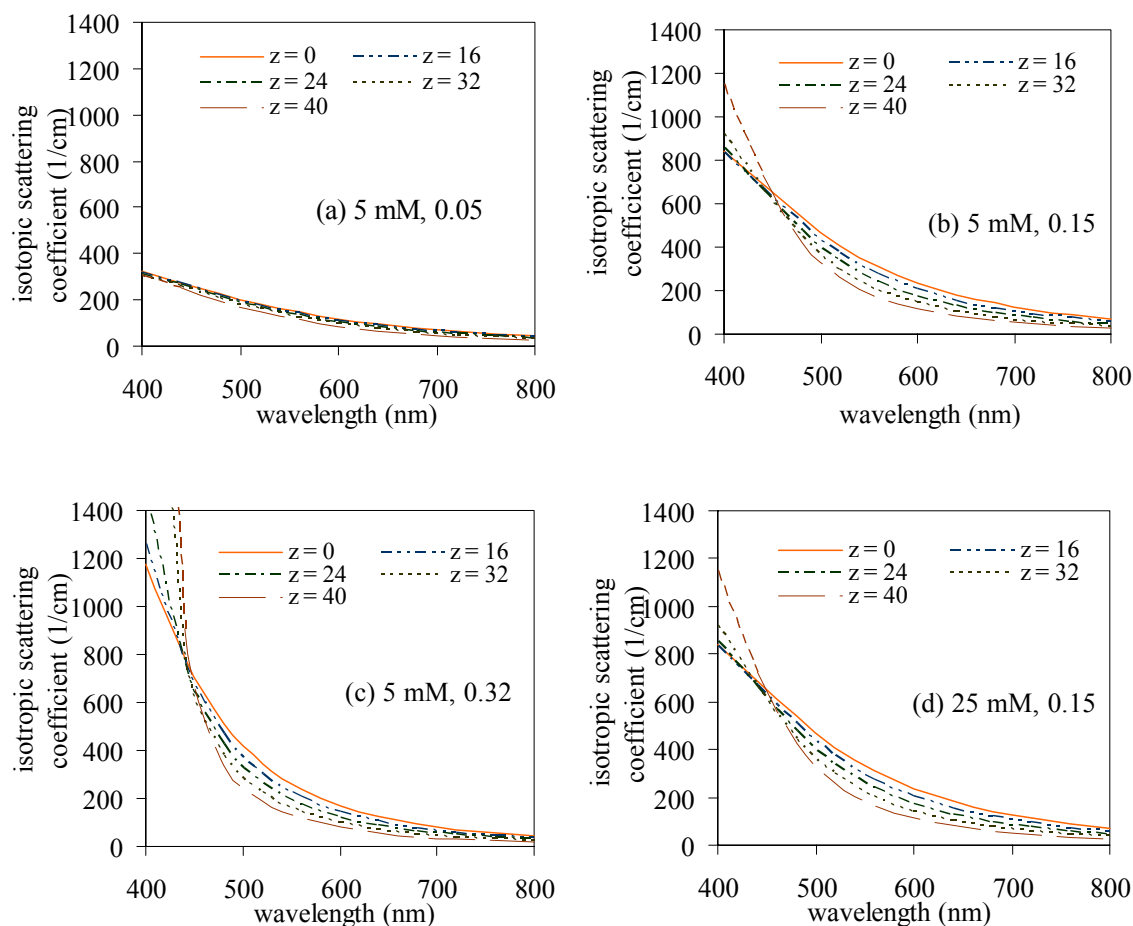 isotopic scattering
coefficient (1/cm)
1400
1200
1000
800
600
400
200
0
z = 0
z = 16
z = 24
z = 32
z = 40
(a) 5 mM, 0.05
400 500 600 700 800
wavelength (nm)
isotropic scattering
coefficicent (1/cm)
1400
1200
1000
800
600
400
200
0
z = 0
z = 16
z = 24
z = 32
z = 40
(b) 5 mM, 0.15
400 500 600 700 800
wavelength (nm)
isotropic scattering
coefficient (1/cm)
1400
1200
1000
800
600
400
200
0
z = 0
z = 16
z = 24
z = 32
z = 40
(c) 5 mM, 0.32
400 500 600 700 800
wavelength (nm)
isotropic scattering
coefficient (1/cm)
1400
1200
1000
800
600
400
200
0
z = 0
z = 16
z = 24
z = 32
z = 40
(d) 25 mM, 0.15
400 500 600 700 800
wavelength (nm)